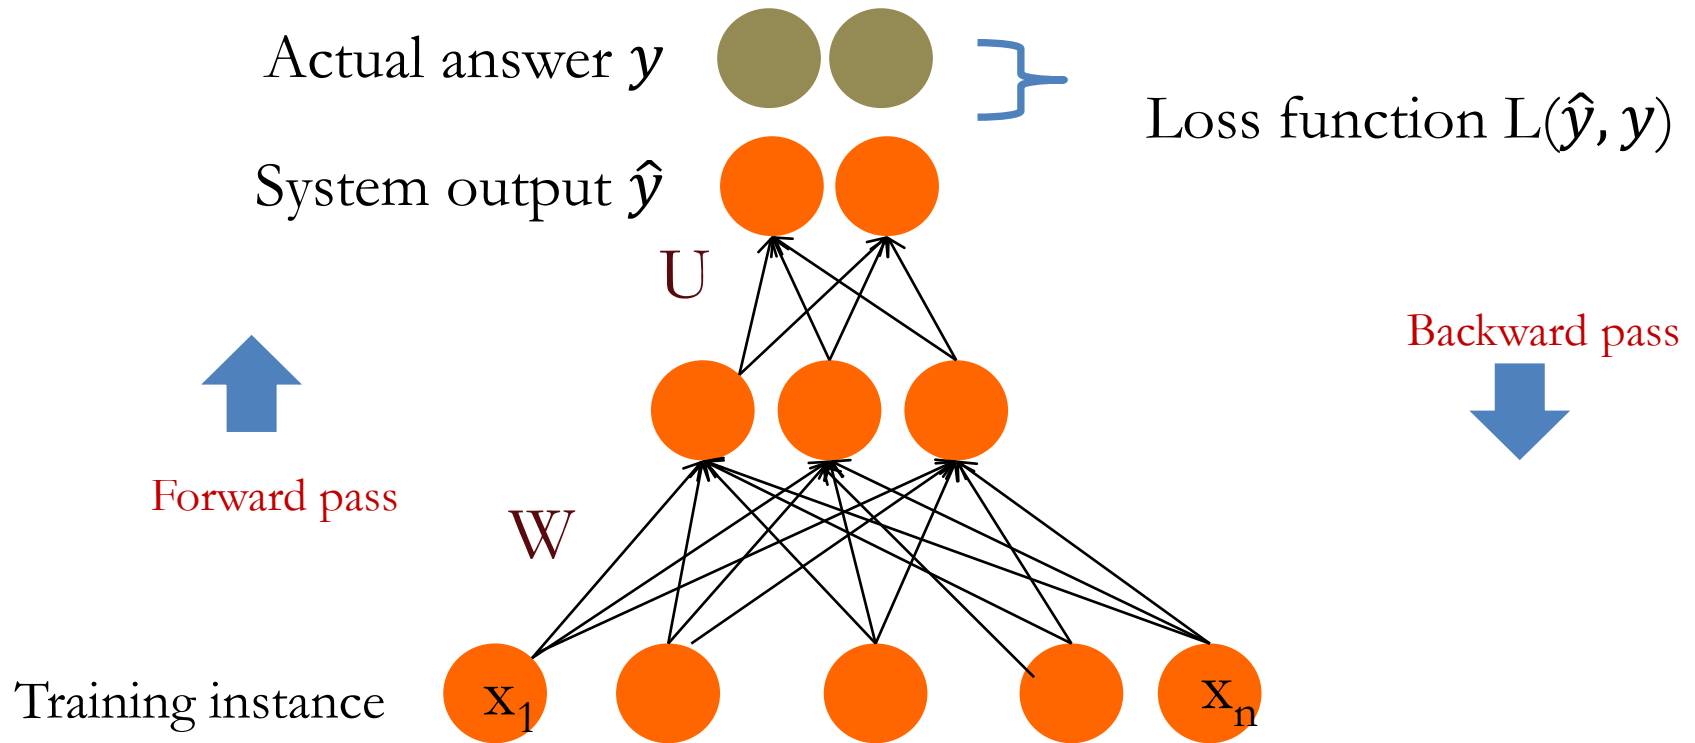 Actual answer y
Loss function L(ŷ, y)
System output ŷ
U
Backward pass
Forward pass
W
Training instance
x₁
xₙ